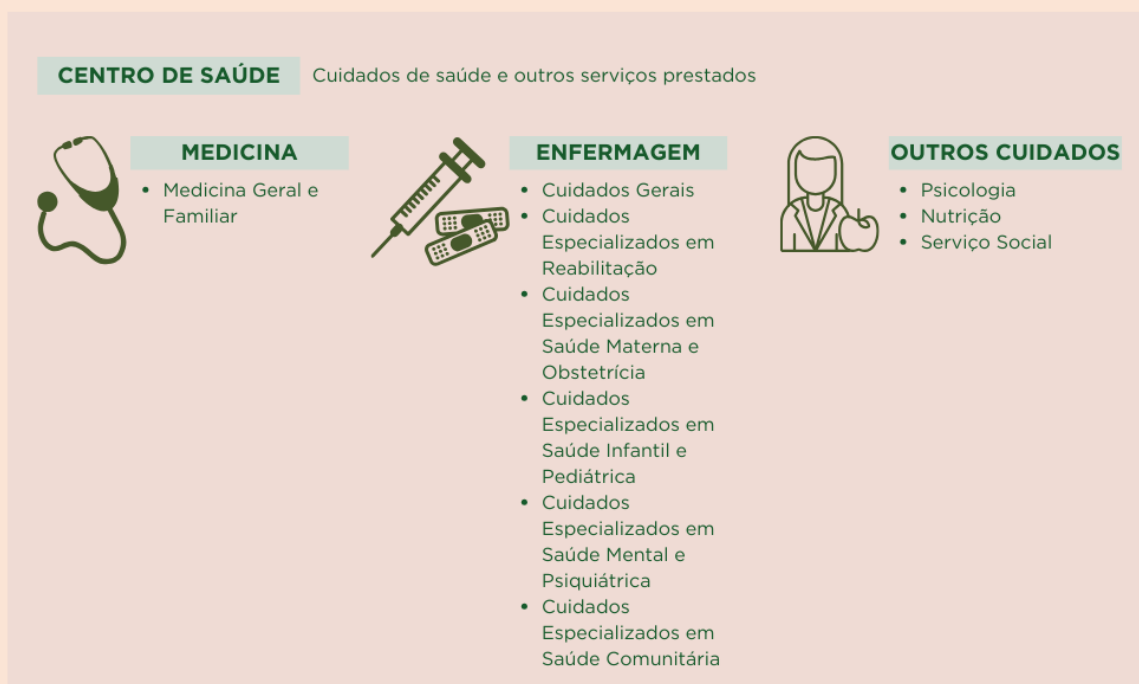 CENTRO DE SAÚDE Cuidados de saúde e outros serviços prestados
MEDICINA
• Medicina Geral e
Familiar
ENFERMAGEM
• Cuidados Gerais
• Cuidados
Especializados em
Reabilitação
• Cuidados
Especializados em
Saúde Materna e
Obstetrícia
• Cuidados
Especializados em
Saúde Infantil e
Pediátrica
• Cuidados
Especializados em
Saúde Mental e
Psiquiátrica
• Cuidados
Especializados em
Saúde Comunitária
OUTROS CUIDADOS
• Psicologia
• Nutrição
• Serviço Social